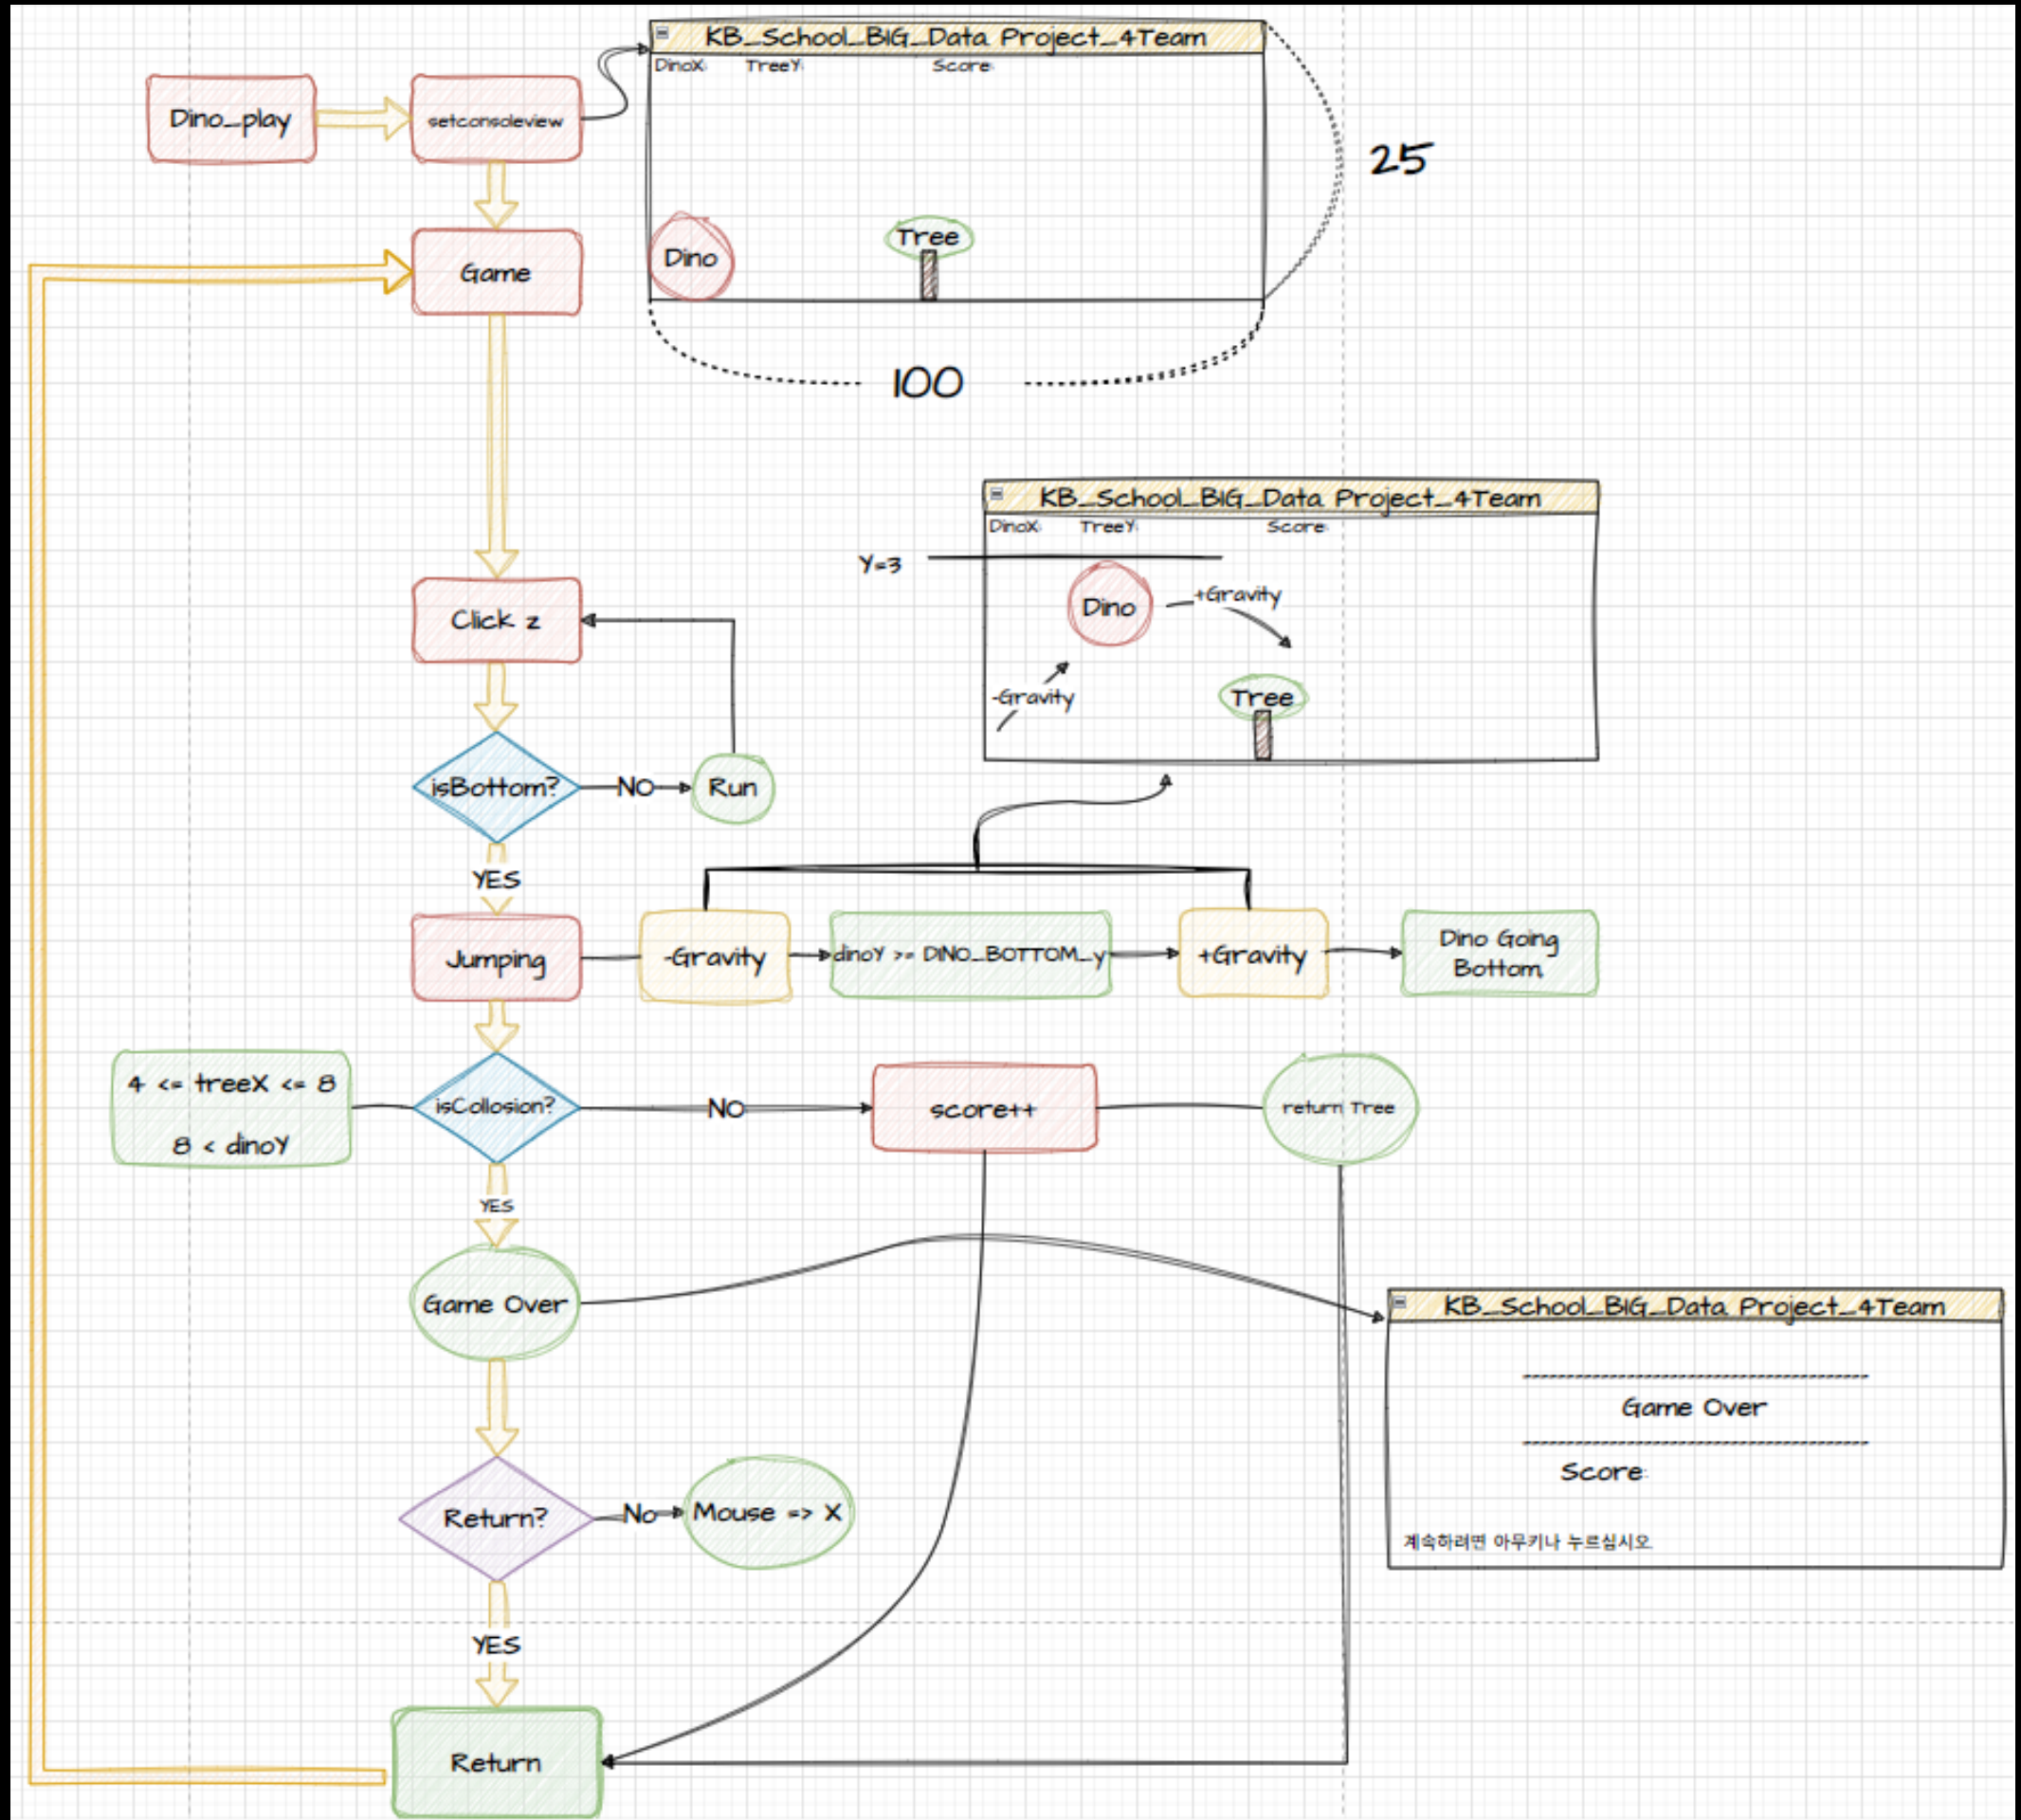 KB_School_BIG_Data Project_4Team
DinoX: TreeY: Score:
Dino_play
setconsoleview
25
Dino
Tree
Game
100
KB_School_BIG_Data Project_4Team
DinoX: TreeY: Score:
Y=3
Dino
+Gravity
-Gravity
Tree
Click z
isBottom?
NO
Run
YES
Jumping
-Gravity
dinoY >= DINO_BOTTOM_y
+Gravity
Dino Going
Bottom,
4 <= treeX <= 8
8 < dinoY
isCollosion?
NO
score++
return Tree
YES
Game Over
KB_School_BIG_Data Project_4Team
Game Over
Score:
계속하려면 아무키나 누르십시오.
Return?
No
Mouse => X
YES
Return